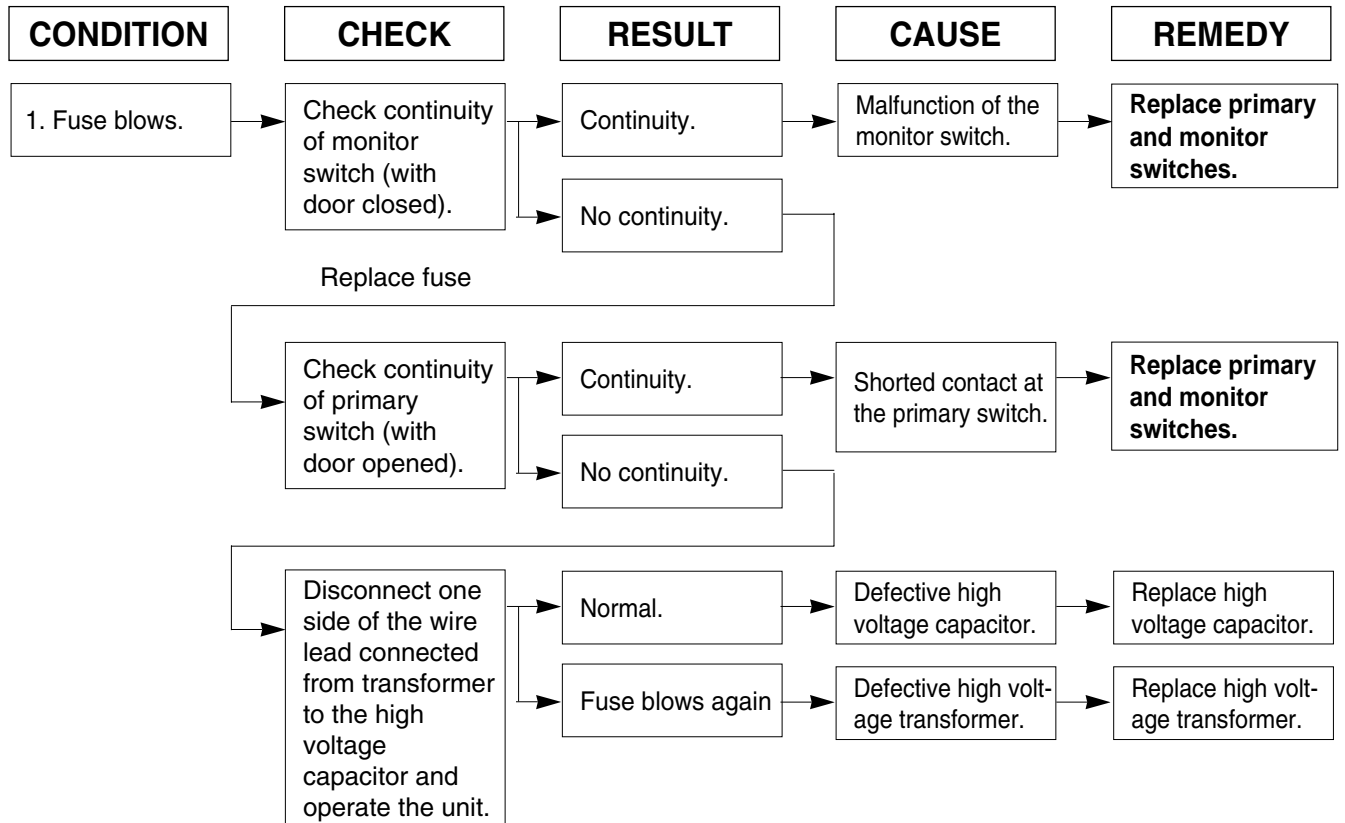 CONDITION
CHECK
RESULT
CAUSE
REMEDY
1. Fuse blows.
Check continuity
of monitor
switch (with
door closed).
Continuity.
Malfunction of the
monitor switch.
Replace primary
and monitor
switches.
No continuity.
Replace fuse
Check continuity
of primary
switch (with
door opened).
Continuity.
Shorted contact at
the primary switch.
Replace primary
and monitor
switches.
No continuity.
Disconnect one
side of the wire
lead connected
from transformer
to the high
voltage
capacitor and
operate the unit.
Normal.
Defective high
voltage capacitor.
Replace high
voltage capacitor.
Fuse blows again
Defective high volt-
age transformer.
Replace high volt-
age transformer.